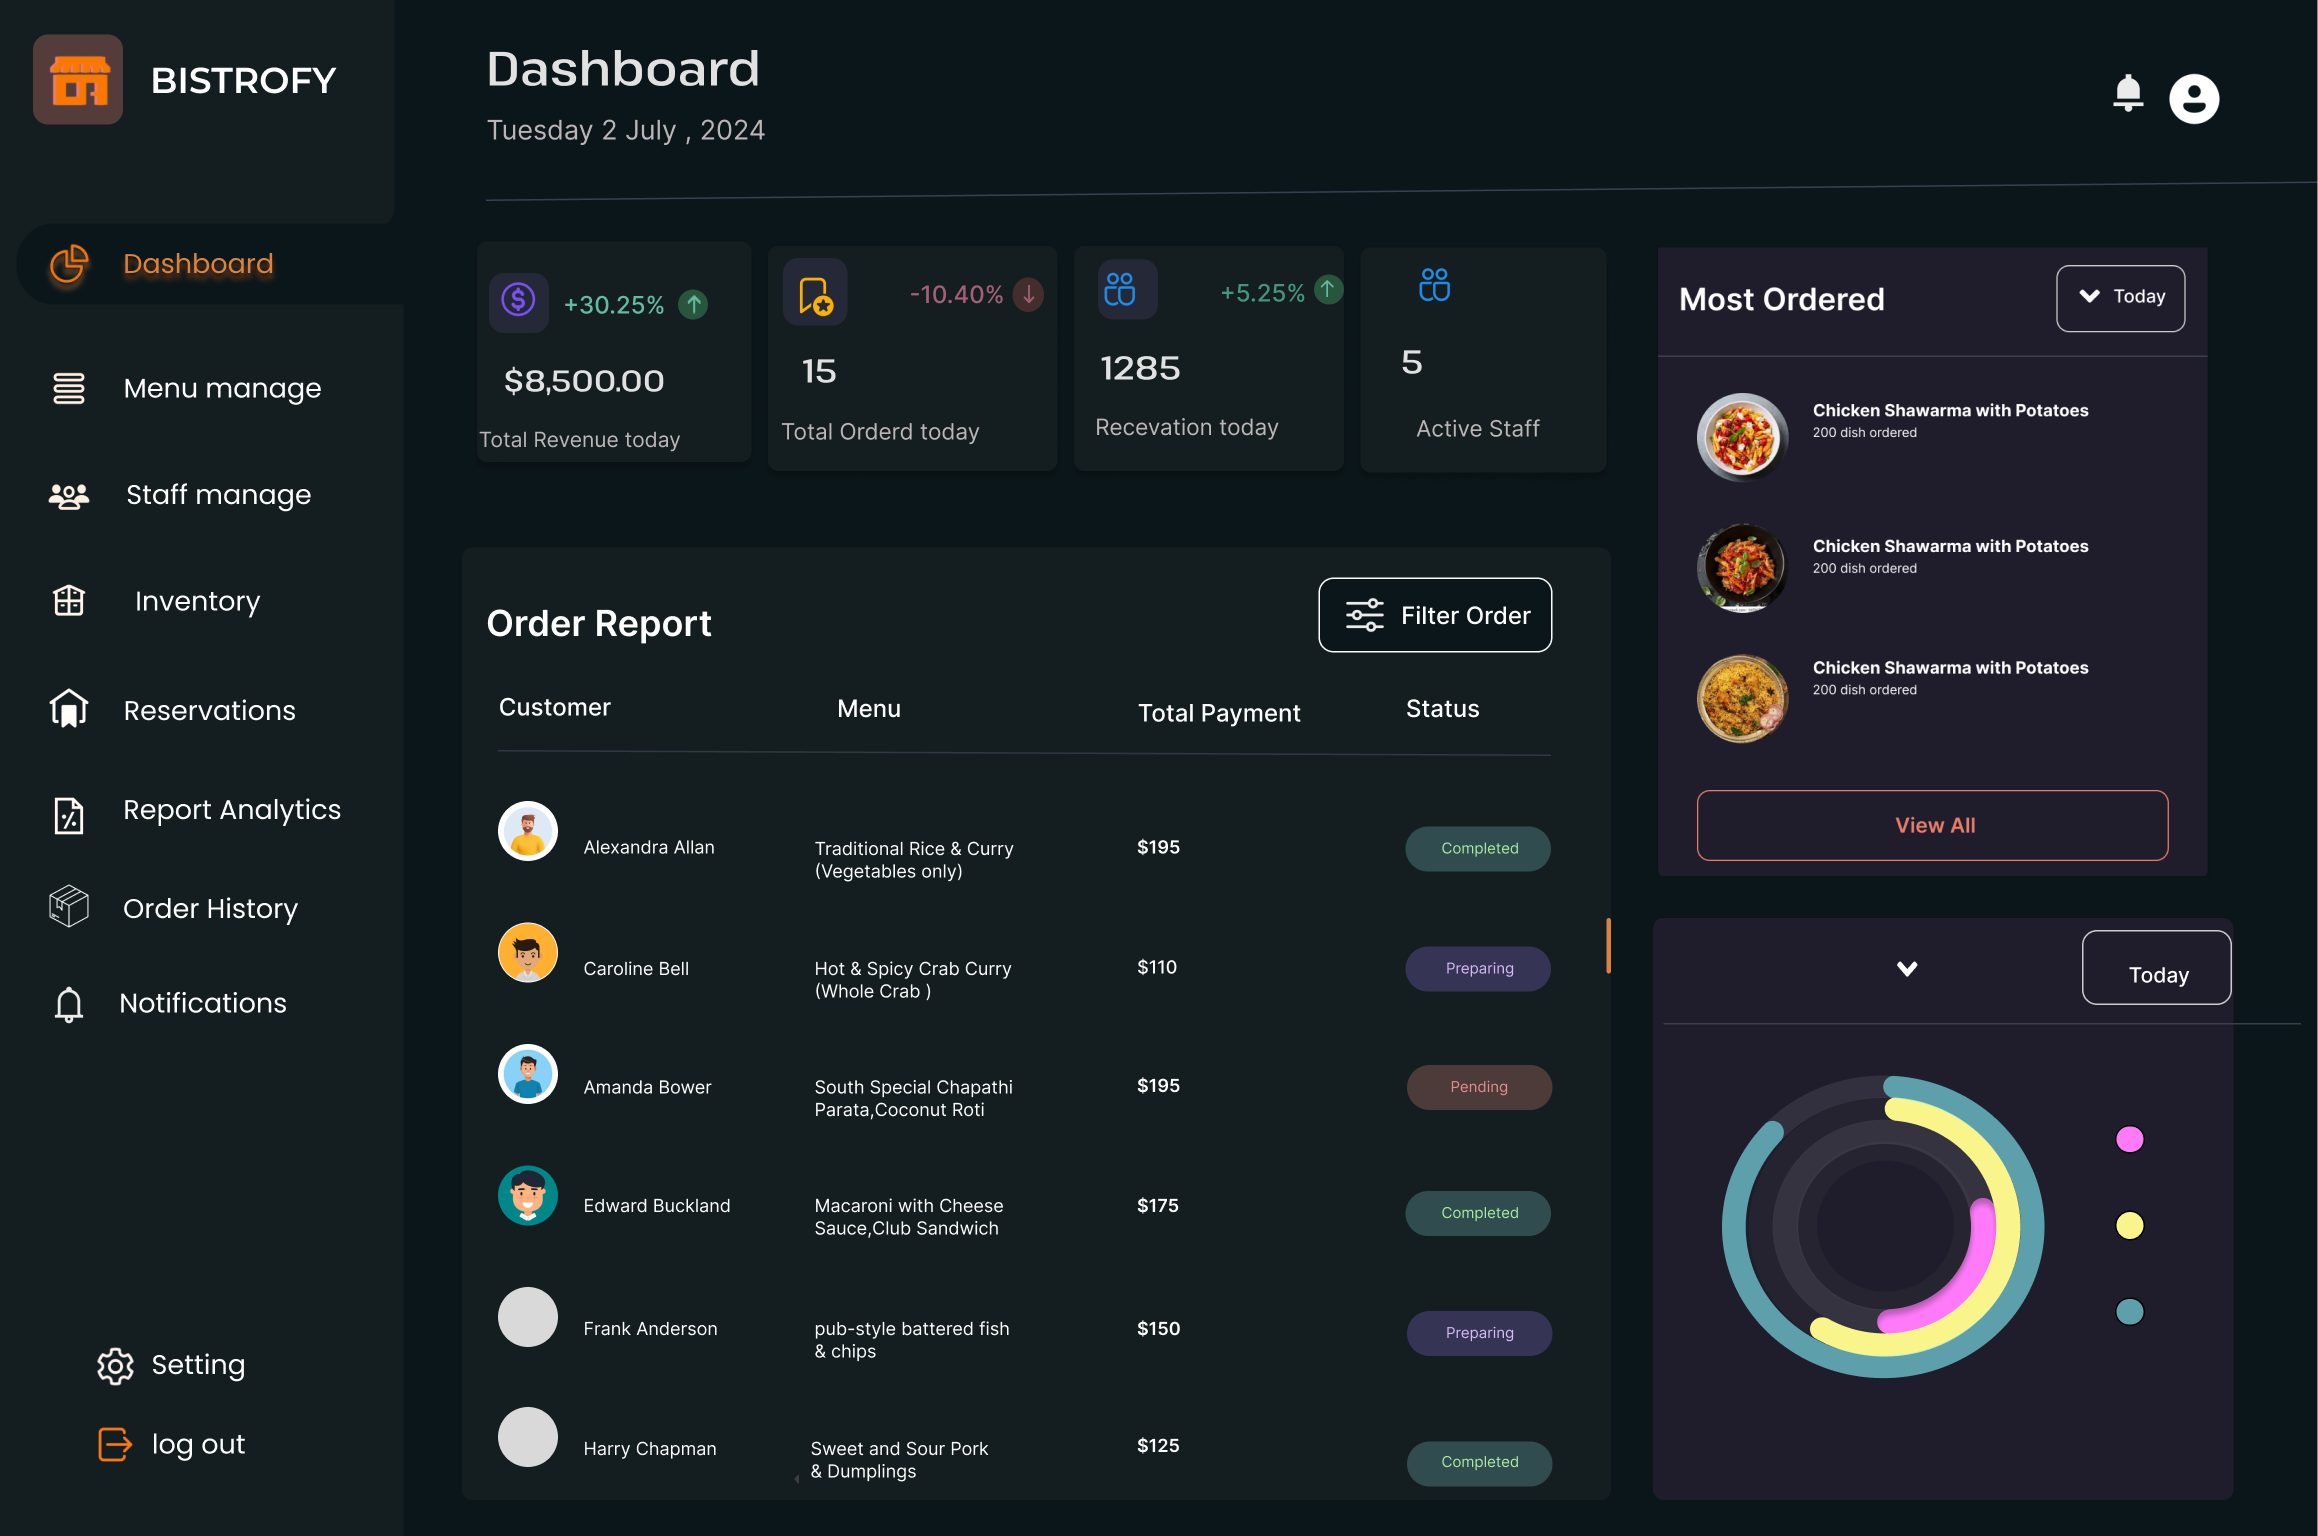 BISTROFY
Dashboard
Menu manage
Staff manage
Inventory
Reservations
Report Analytics
Order History
Notifications
Setting
log out
Dashboard
Tuesday 2 July , 2024
+30.25%
$8,500.00
Total Revenue today
-10.40%
15
Total Orderd today
+5.25%
1285
Recevation today
5
Active Staff
Order Report
Filter Order
Customer Menu Total Payment Status
Alexandra Allan
Traditional Rice & Curry
(Vegetables only)
$195
Completed
Caroline Bell
Hot & Spicy Crab Curry
(Whole Crab )
$110
Preparing
Amanda Bower
South Special Chapathi
Parata,Coconut Roti
$195
Pending
Edward Buckland
Macaroni with Cheese
Sauce,Club Sandwich
$175
Completed
Frank Anderson
pub-style battered fish
& chips
$150
Preparing
Harry Chapman
Sweet and Sour Pork
& Dumplings
$125
Completed
Most Ordered
Today
Chicken Shawarma with Potatoes
200 dish ordered
Chicken Shawarma with Potatoes
200 dish ordered
Chicken Shawarma with Potatoes
200 dish ordered
View All
Today